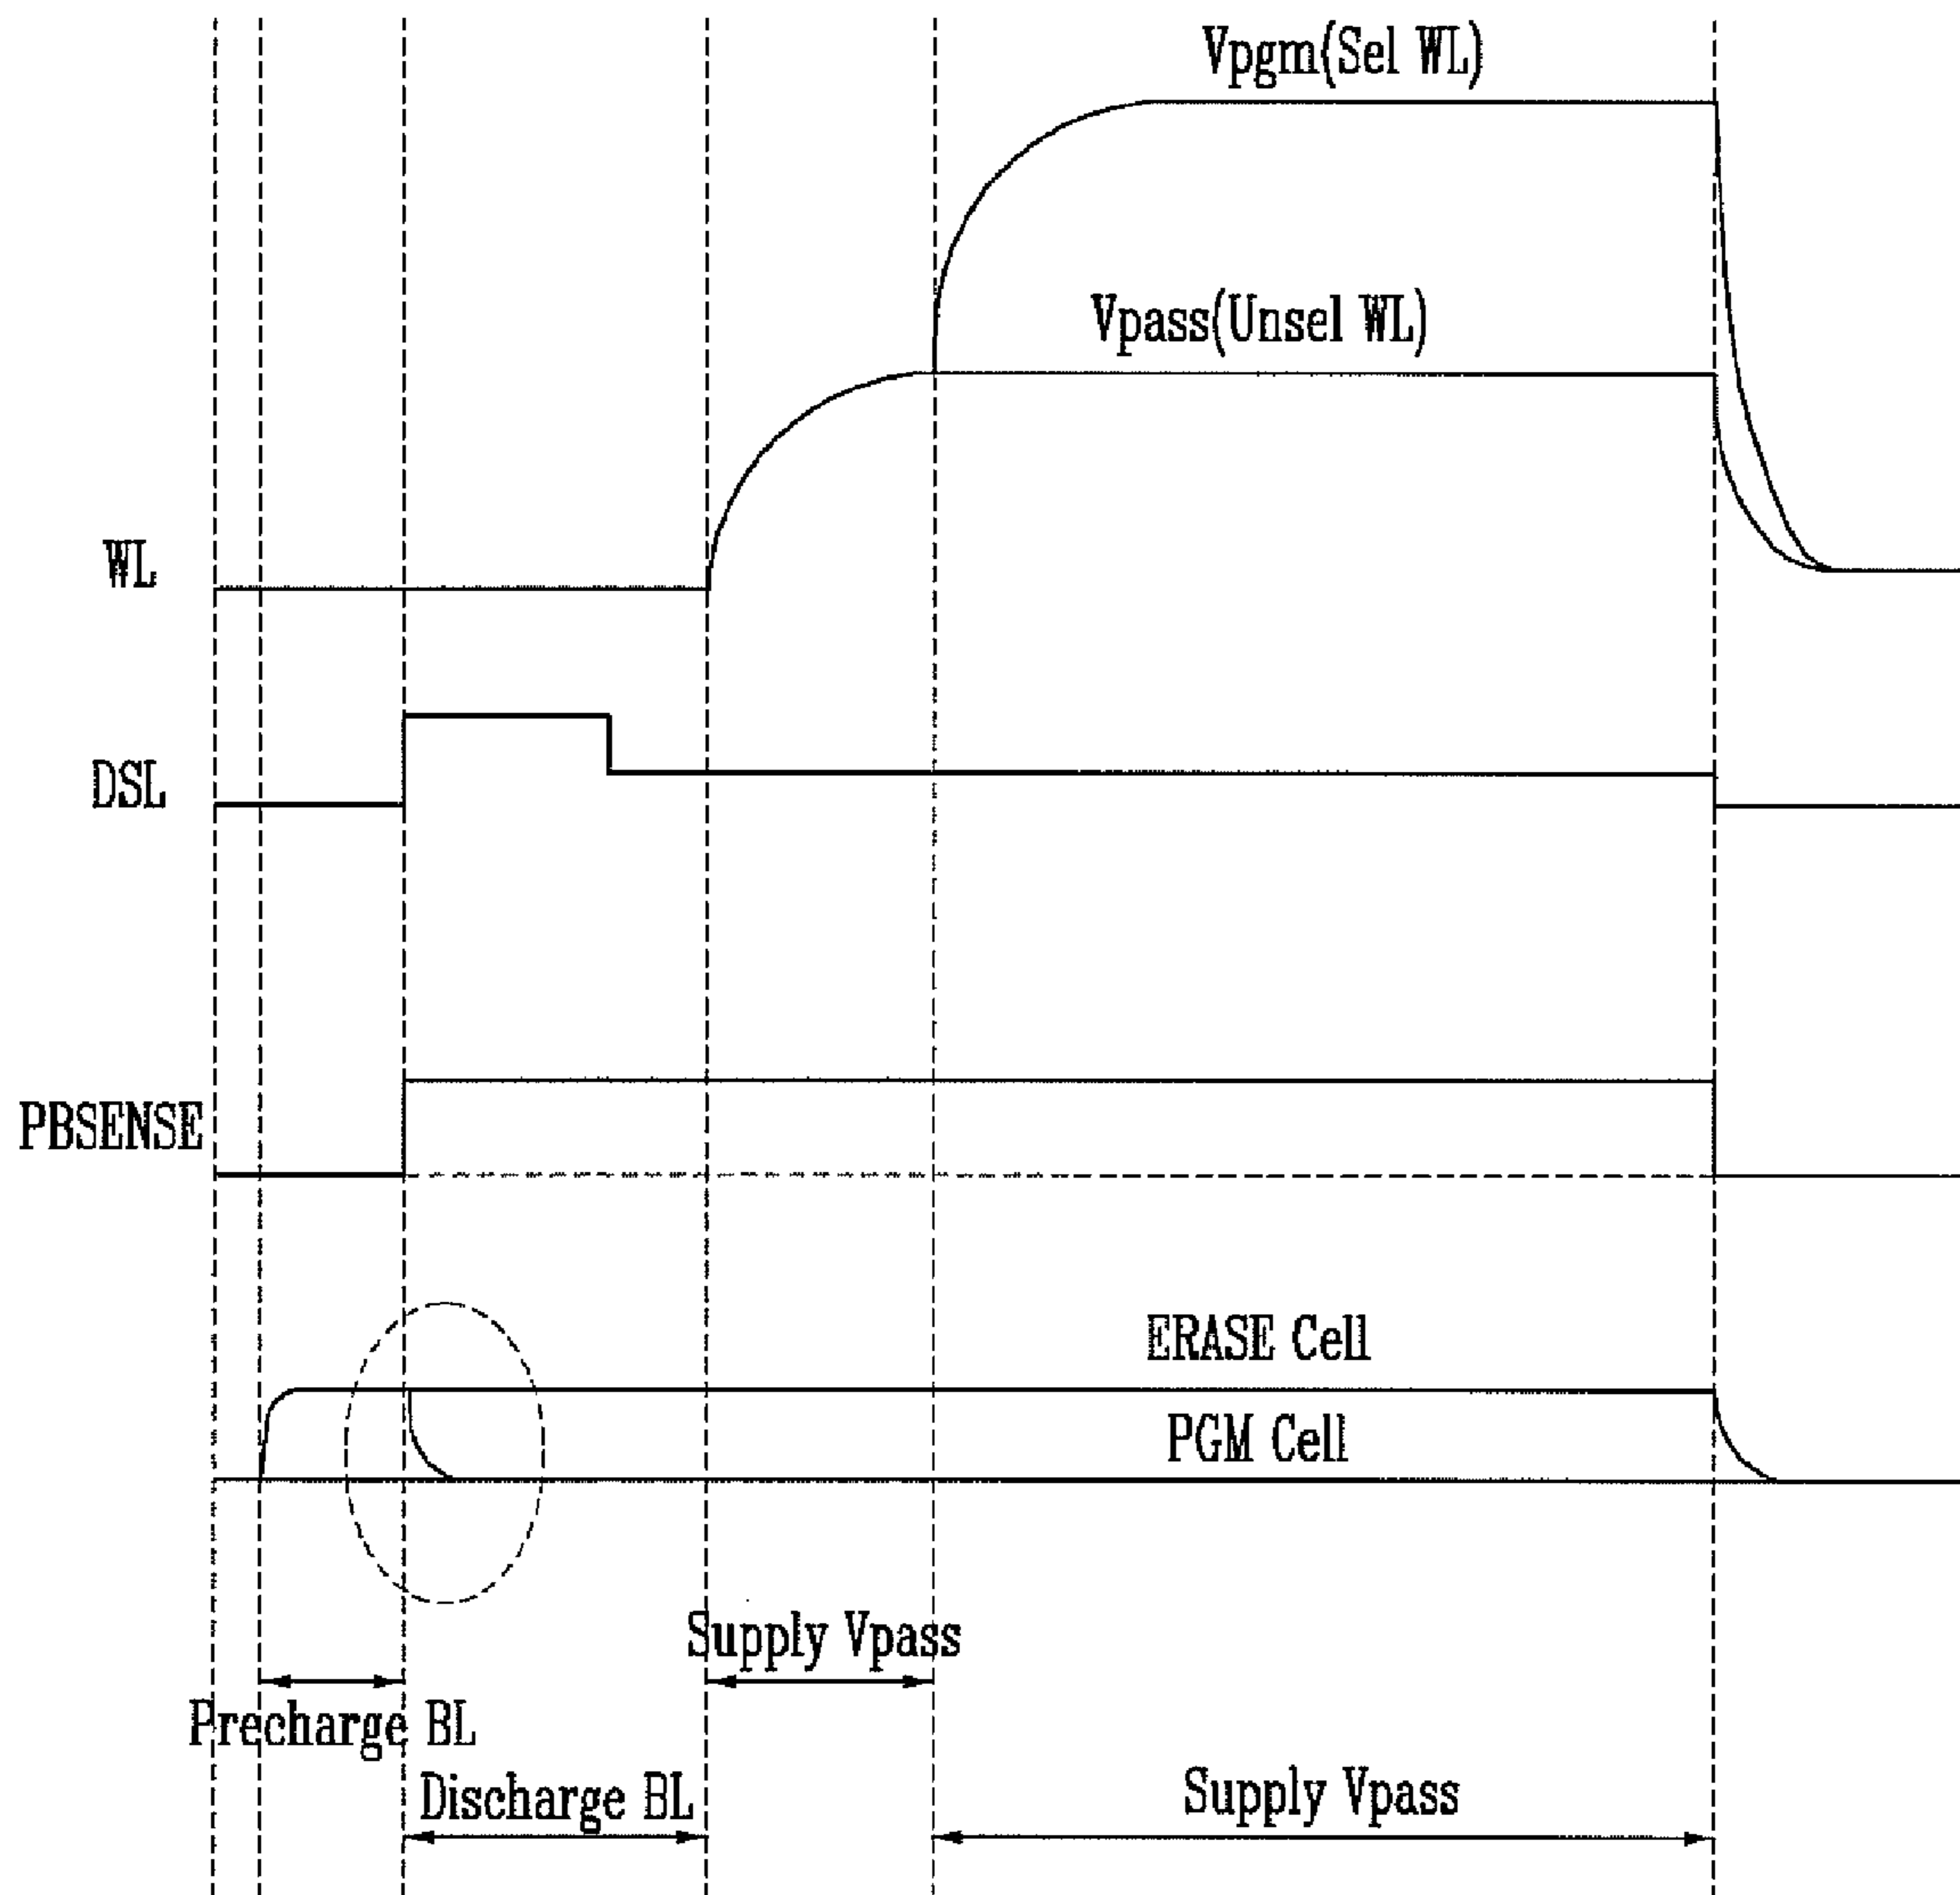 Vpgm(Sel WL)
Vpass(Unsel WL)
WL
DSL
PBSENSE
ERASE Cell
PGM Cell
Supply Vpass
Precharge BL
Discharge BL
Supply Vpass